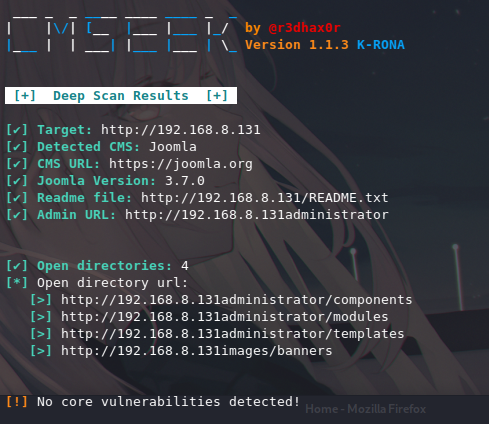 by @r3dhax0r
Version 1.1.3 K-RONA
[+] Deep Scan Results [+]
[✔] Target: http://192.168.8.131
[✔] Detected CMS: Joomla
[✔] CMS URL: https://joomla.org
[✔] Joomla Version: 3.7.0
[✔] Readme file: http://192.168.8.131/README.txt
[✔] Admin URL: http://192.168.8.131administrator
[✔] Open directories: 4
[*] Open directory url:
[>] http://192.168.8.131administrator/components
[>] http://192.168.8.131administrator/modules
[>] http://192.168.8.131administrator/templates
[>] http://192.168.8.131images/banners
[!] No core vulnerabilities detected!
Home - Mozilla Firefox